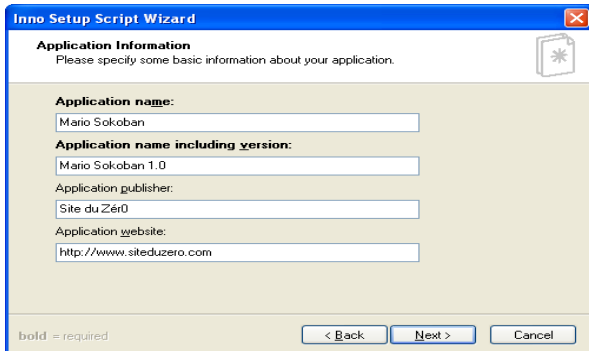 Inno Setup Script Wizard
Application Information
Please specify some basic information about your application.
Application name:
Mario Sokoban
Application name including version:
Mario Sokoban 1.0
Application publisher:
Site du Zér0
Application website:
http://www.siteduzero.com
bold = required
< Back
Next >
Cancel